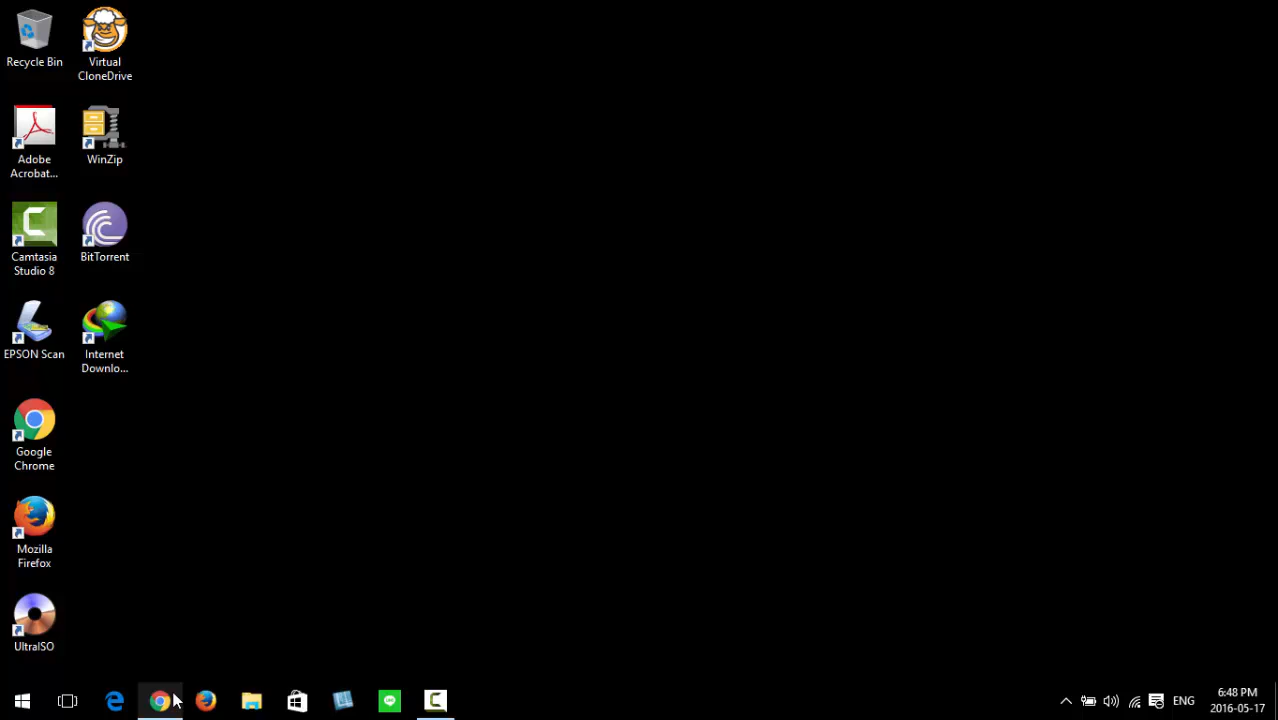 Recycle Bin
Virtual
CloneDrive
Adobe
Acrobat...
WinZip
Camtasia
Studio 8
BitTorrent
EPSON Scan
Internet
Downlo...
Google
Chrome
Mozilla
Firefox
UltraISO
ENG
6:48 PM
2016-05-17